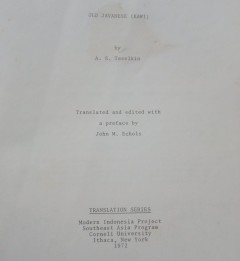 OLD JAVANESE (KAWI)
by
A. S. Teselkin
Translated and edited with
a preface by
John M. Echols
TRANSLATION SERIES
Modern Indonesia Project
Southeast Asia Program
Cornell University
Ithaca, New York
1972